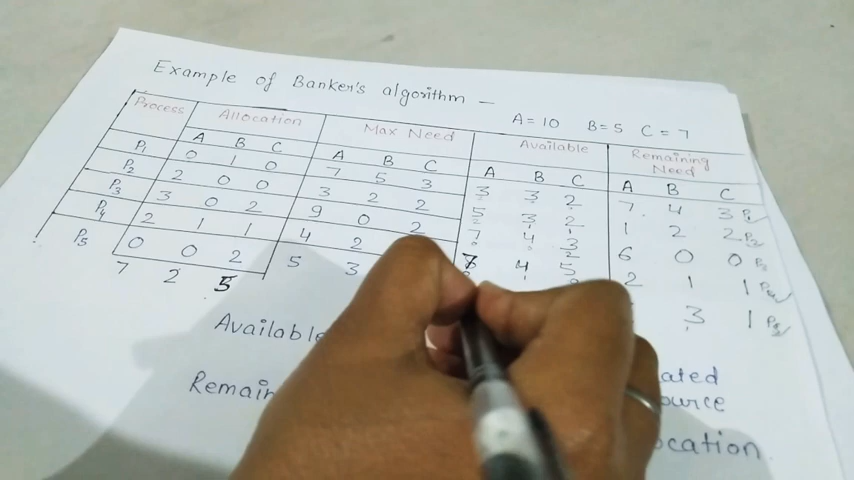 Example of Banker's algorithm –
A = 10 B = 5 C = 7
Process Allocation Max Need Available Remaining Need
A B C A B C A B C A B C
P1 0 1 0 7 5 3 3 3 2 7 4 3 P1
P2 2 0 0 3 2 2 5 3 2 1 2 2 P2
P3 3 0 2 9 0 2 7 4 3 6 0 0 P3
P4 2 1 1 4 2 7 4 5 2 1 1 P4
P5 0 0 2 5 3 3 1 P5
7 2 5
Available
Remain
ated
ource
ocation